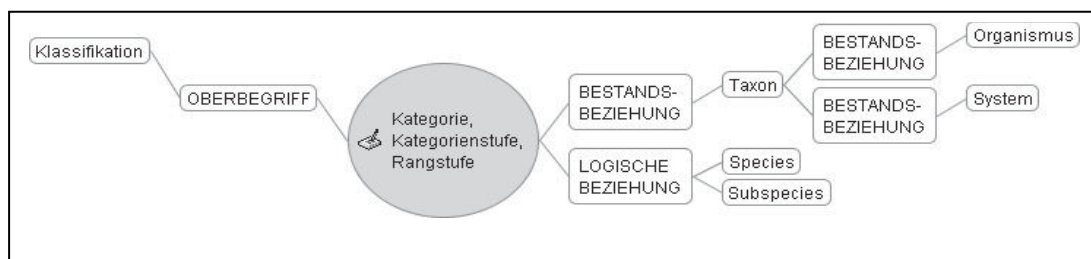 Klassifikation
OBERBEGRIFF
Kategorie,
Kategorienstufe,
Rangstufe
BESTANDS-
BEZIEHUNG
Taxon
BESTANDS-
BEZIEHUNG
Organismus
BESTANDS-
BEZIEHUNG
System
LOGISCHE
BEZIEHUNG
Species
Subspecies